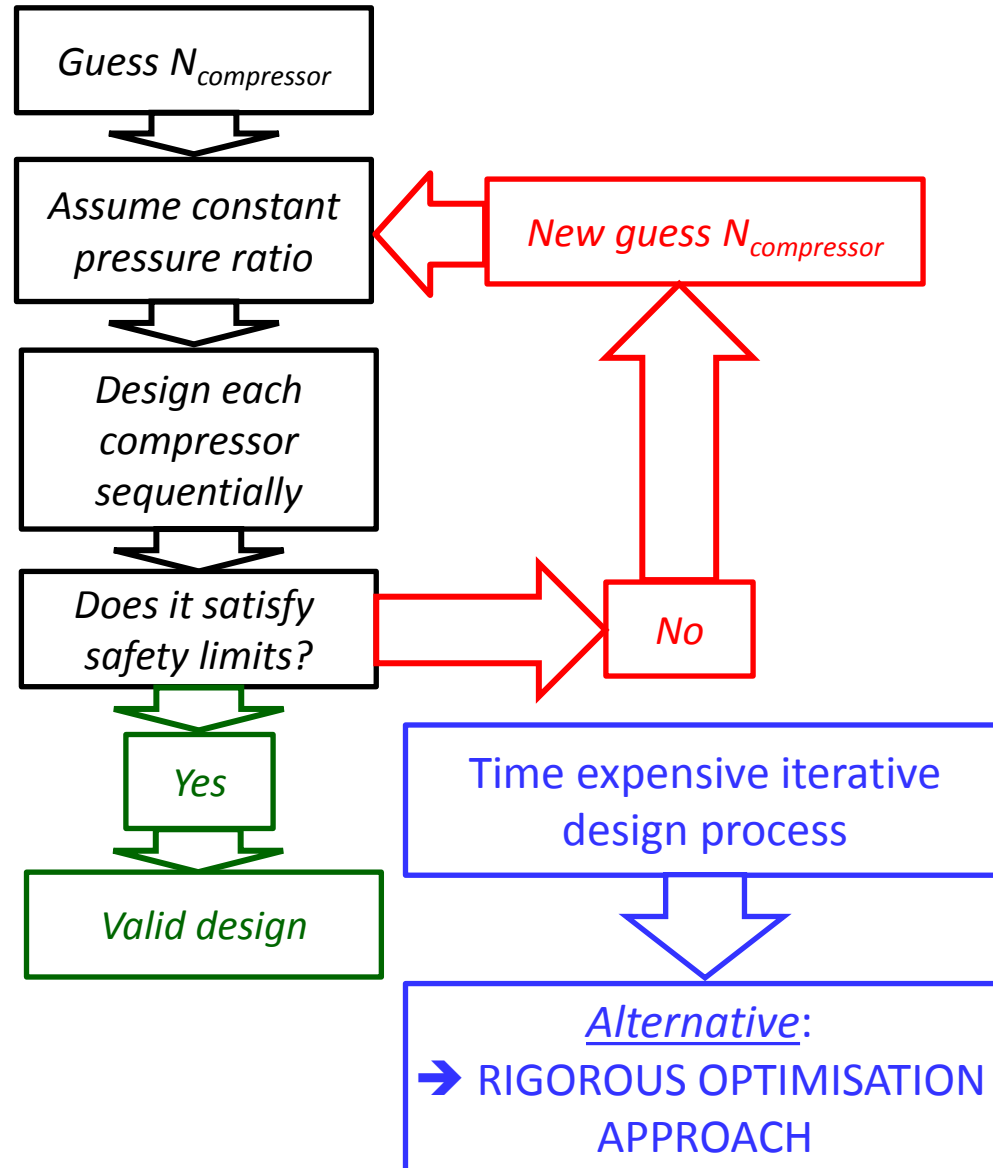 Guess Ncompressor
Assume constant
pressure ratio
New guess Ncompressor
Design each
compressor
sequentially
Does it satisfy
safety limits?
No
Yes
Valid design
Time expensive iterative
design process
Alternative:
➔ RIGOROUS OPTIMISATION
APPROACH